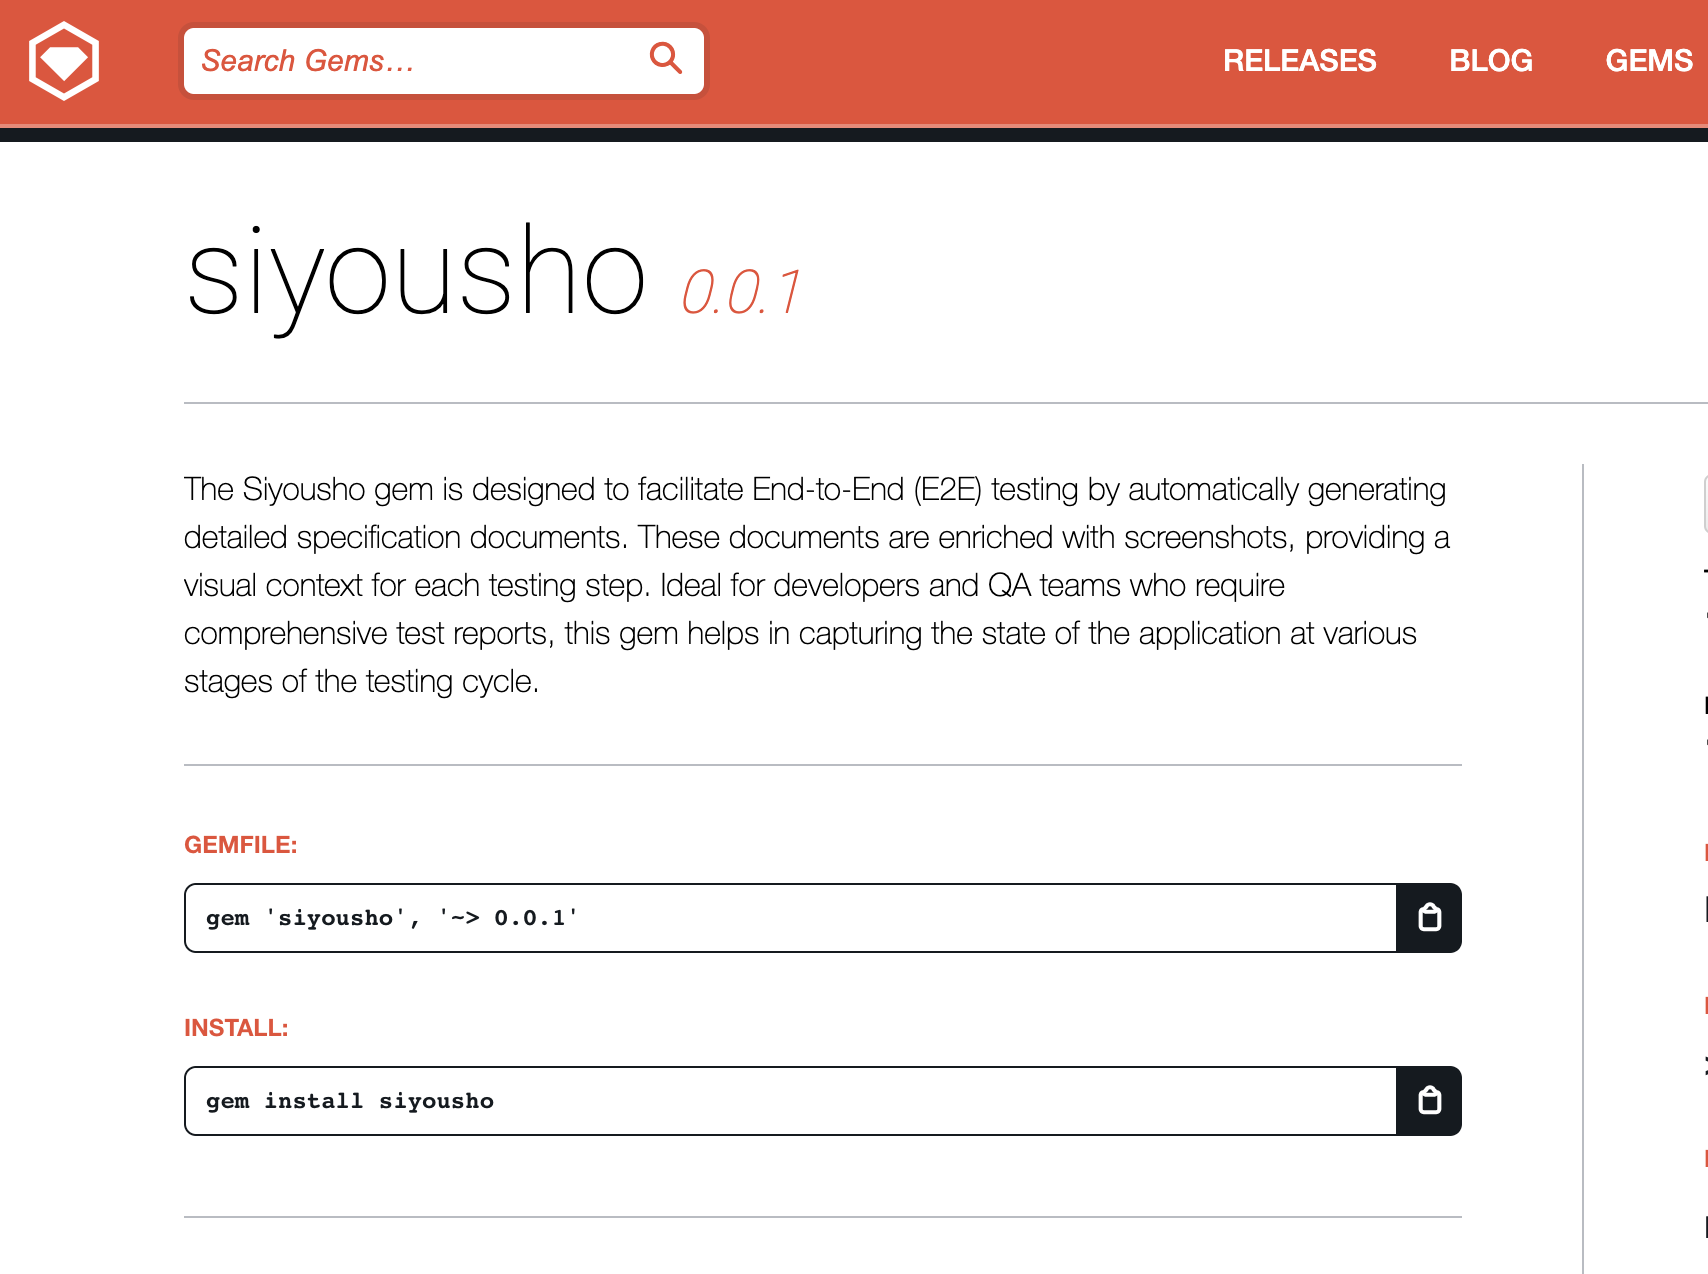 Search Gems…
RELEASES BLOG GEMS
siyousho 0.0.1
The Siyousho gem is designed to facilitate End-to-End (E2E) testing by automatically generating
detailed specification documents. These documents are enriched with screenshots, providing a
visual context for each testing step. Ideal for developers and QA teams who require
comprehensive test reports, this gem helps in capturing the state of the application at various
stages of the testing cycle.
GEMFILE:
gem 'siyousho', '~> 0.0.1'
INSTALL:
gem install siyousho